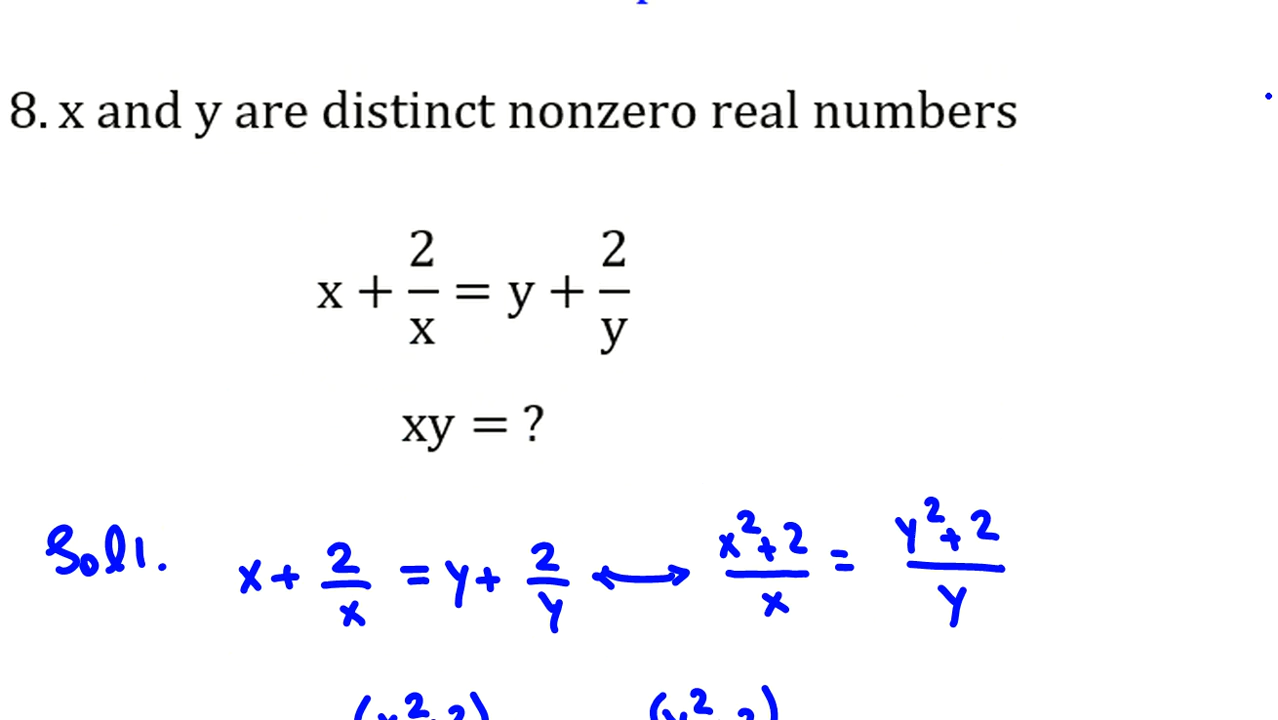 8. x and y are distinct nonzero real numbers
x + 2/x = y + 2/y
xy = ?
Sol1. x + 2/x = y + 2/y ↔ (x²+2)/x = (y²+2)/y